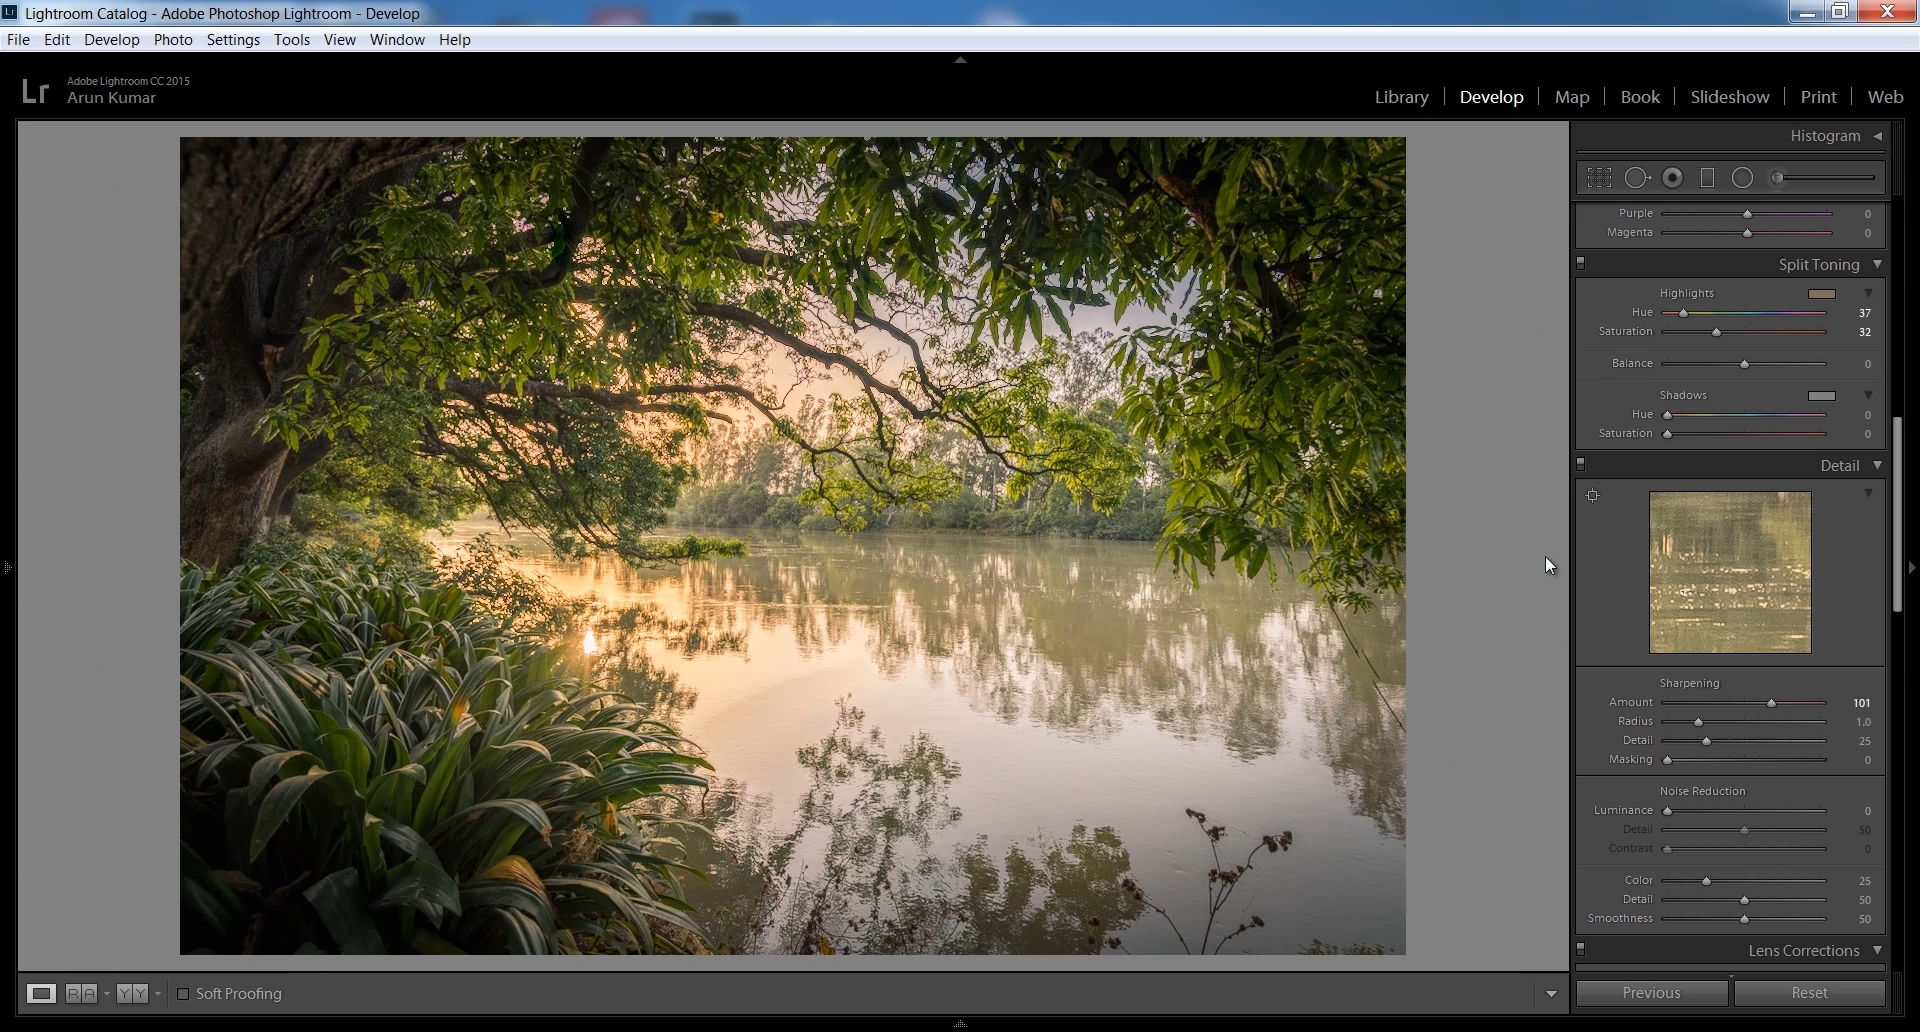 Lr Lightroom Catalog - Adobe Photoshop Lightroom - Develop
File Edit Develop Photo Settings Tools View Window Help
Lr
Adobe Lightroom CC 2015
Arun Kumar
Library | Develop | Map | Book | Slideshow | Print | Web
Histogram
Purple 0
Magenta 0
Split Toning
Highlights
Hue 37
Saturation 32
Balance 0
Shadows
Hue 0
Saturation 0
Detail
Sharpening
Amount 101
Radius 1.0
Detail 25
Masking 0
Noise Reduction
Luminance 0
Detail 50
Contrast 0
Color 25
Detail 50
Smoothness 50
Lens Corrections
R A Y Y Soft Proofing
Previous Reset